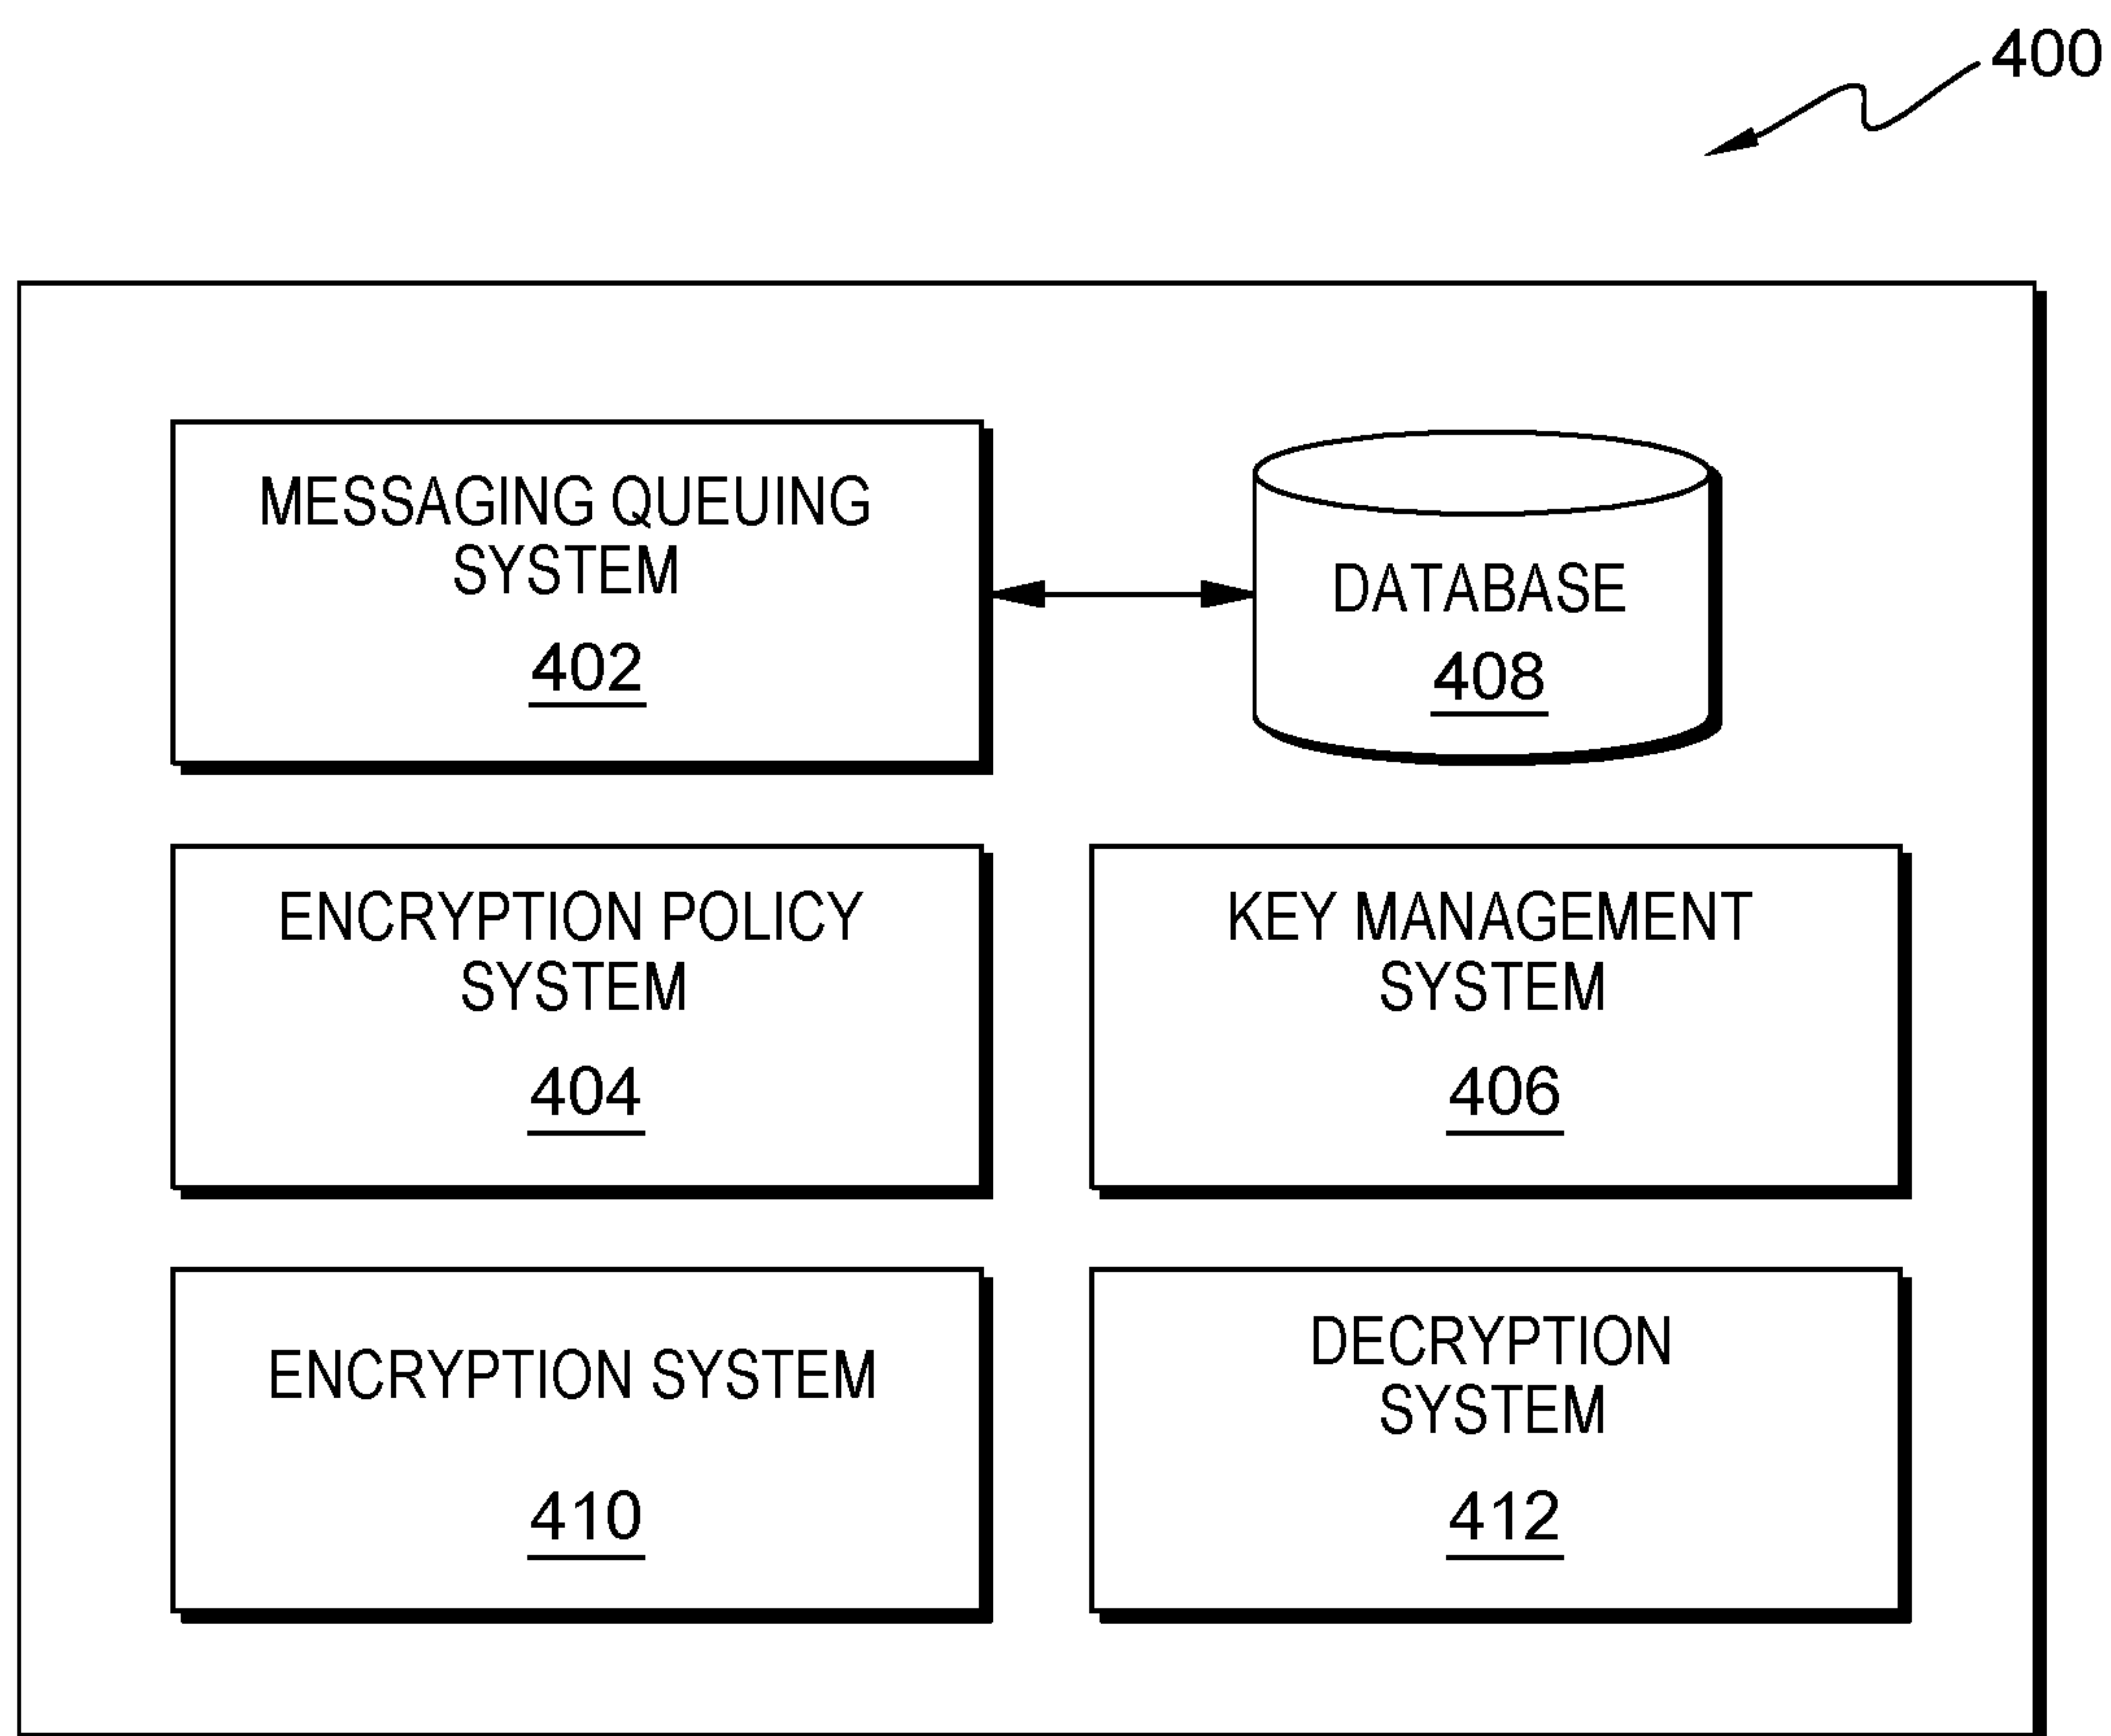 400
MESSAGING QUEUING
SYSTEM
402
DATABASE
408
ENCRYPTION POLICY
SYSTEM
404
KEY MANAGEMENT
SYSTEM
406
ENCRYPTION SYSTEM
410
DECRYPTION
SYSTEM
412